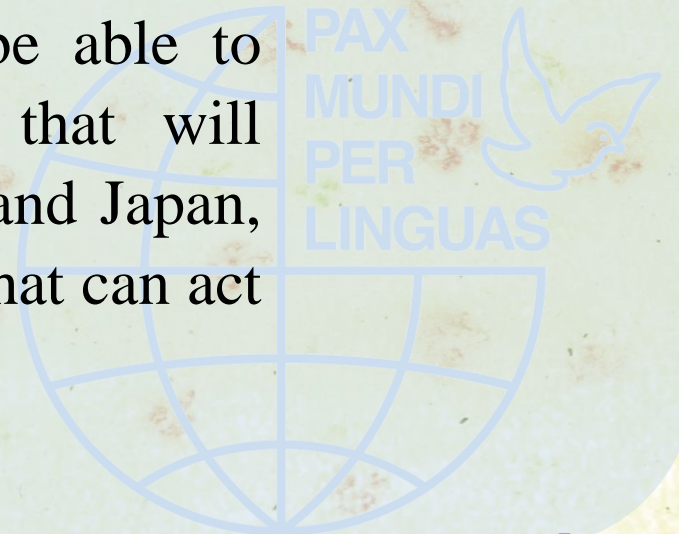 be able to
that will
and Japan,
hat can act
PAX
MUNDI
PER
LINGUAS